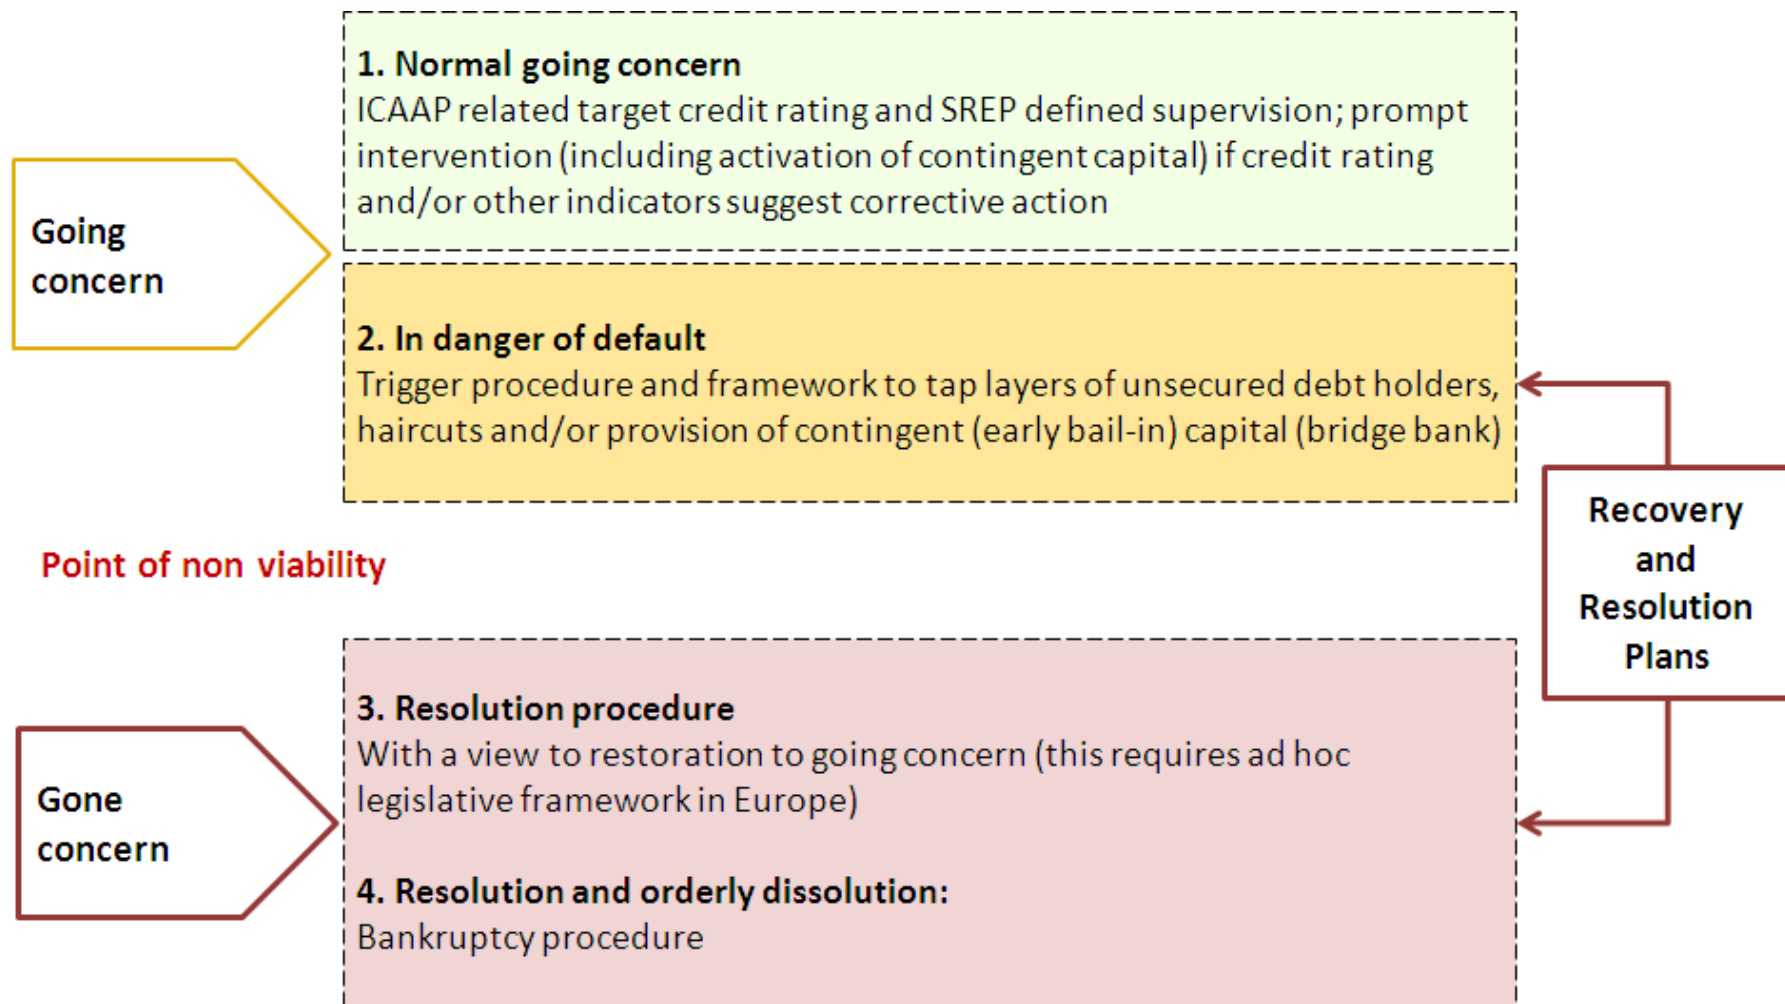 1. Normal going concern
ICAAP related target credit rating and SREP defined supervision; prompt
intervention (including activation of contingent capital) if credit rating
and/or other indicators suggest corrective action
Going
concern
2. In danger of default
Trigger procedure and framework to tap layers of unsecured debt holders,
haircuts and/or provision of contingent (early bail-in) capital (bridge bank)
Recovery
and
Resolution
Plans
Point of non viability
3. Resolution procedure
With a view to restoration to going concern (this requires ad hoc
legislative framework in Europe)
Gone
concern
4. Resolution and orderly dissolution:
Bankruptcy procedure